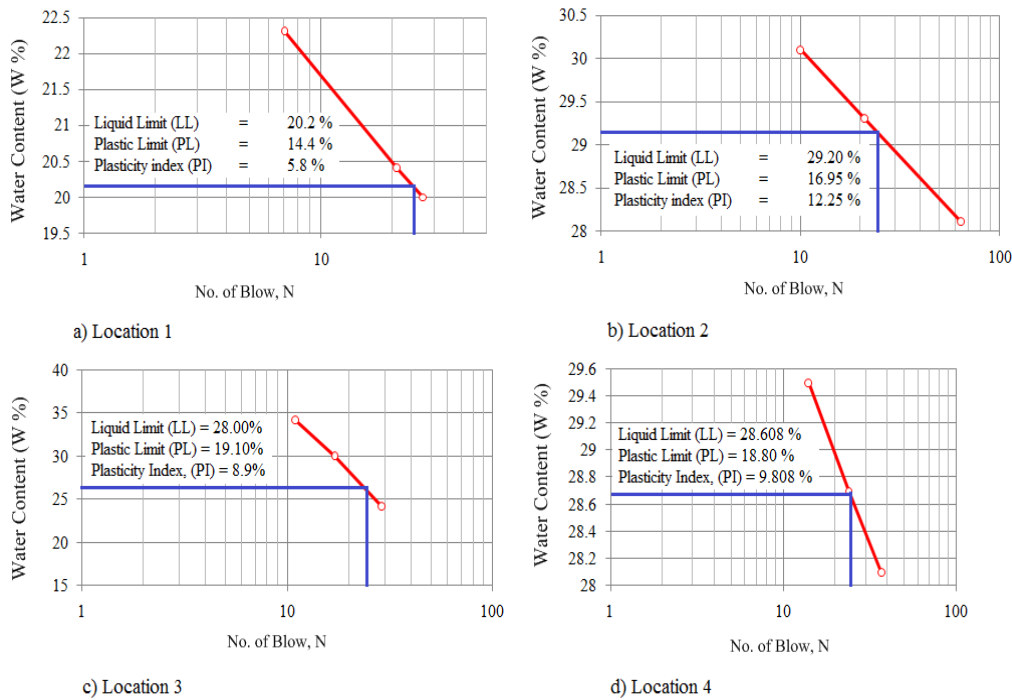 22.5
22
21.5
21
20.5
20
19.5
Water Content (W %)
Liquid Limit (LL) = 20.2 %
Plastic Limit (PL) = 14.4 %
Plasticity index (PI) = 5.8 %
1 10
No. of Blow, N
a) Location 1
30.5
30
29.5
29
28.5
28
Water Content (W %)
Liquid Limit (LL) = 29.20 %
Plastic Limit (PL) = 16.95 %
Plasticity index (PI) = 12.25 %
1 10 100
No. of Blow, N
b) Location 2
40
35
30
25
20
15
Water Content (W %)
Liquid Limit (LL) = 28.00%
Plastic Limit (PL) = 19.10%
Plasticity Index, (PI) = 8.9%
1 10 100
No. of Blow, N
c) Location 3
29.6
29.4
29.2
29
28.8
28.6
28.4
28.2
28
Water Content (W %)
Liquid Limit (LL) = 28.608 %
Plastic Limit (PL) = 18.80 %
Plasticity Index, (PI) = 9.808 %
1 10 100
No. of Blow, N
d) Location 4